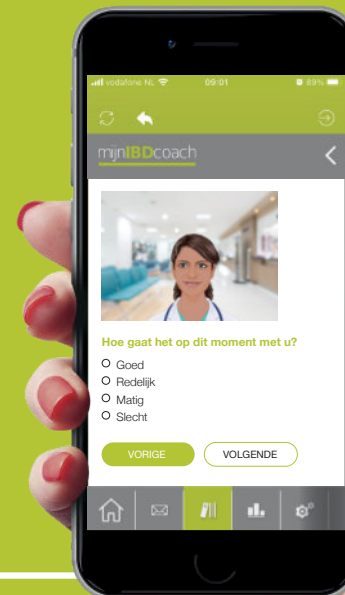 vodafone NL 09:01 89%
mijnIBDcoach
Hoe gaat het op dit moment met u?
Goed
Redelijk
Matig
Slecht
VORIGE VOLGENDE